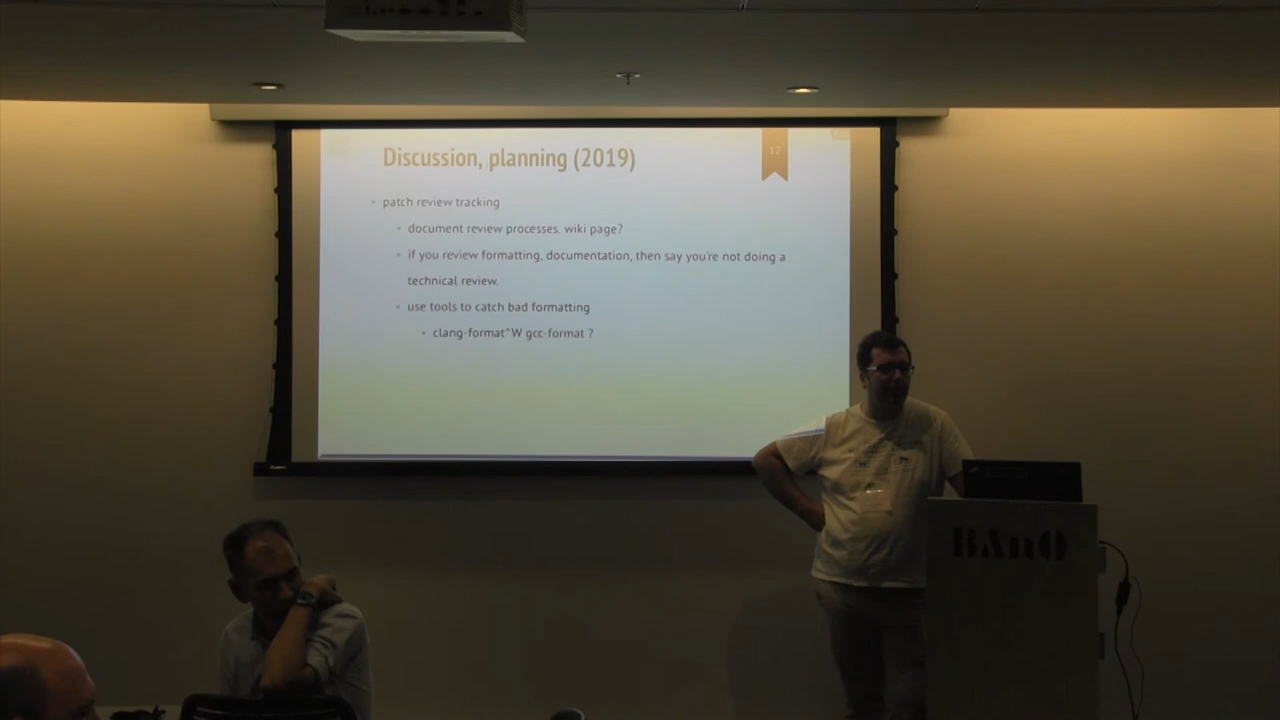 Discussion, planning (2019)
12
patch review tracking
document review processes. wiki page?
if you review formatting, documentation, then say you're not doing a
technical review.
use tools to catch bad formatting
clang-format^W gcc-format ?
BAnQ